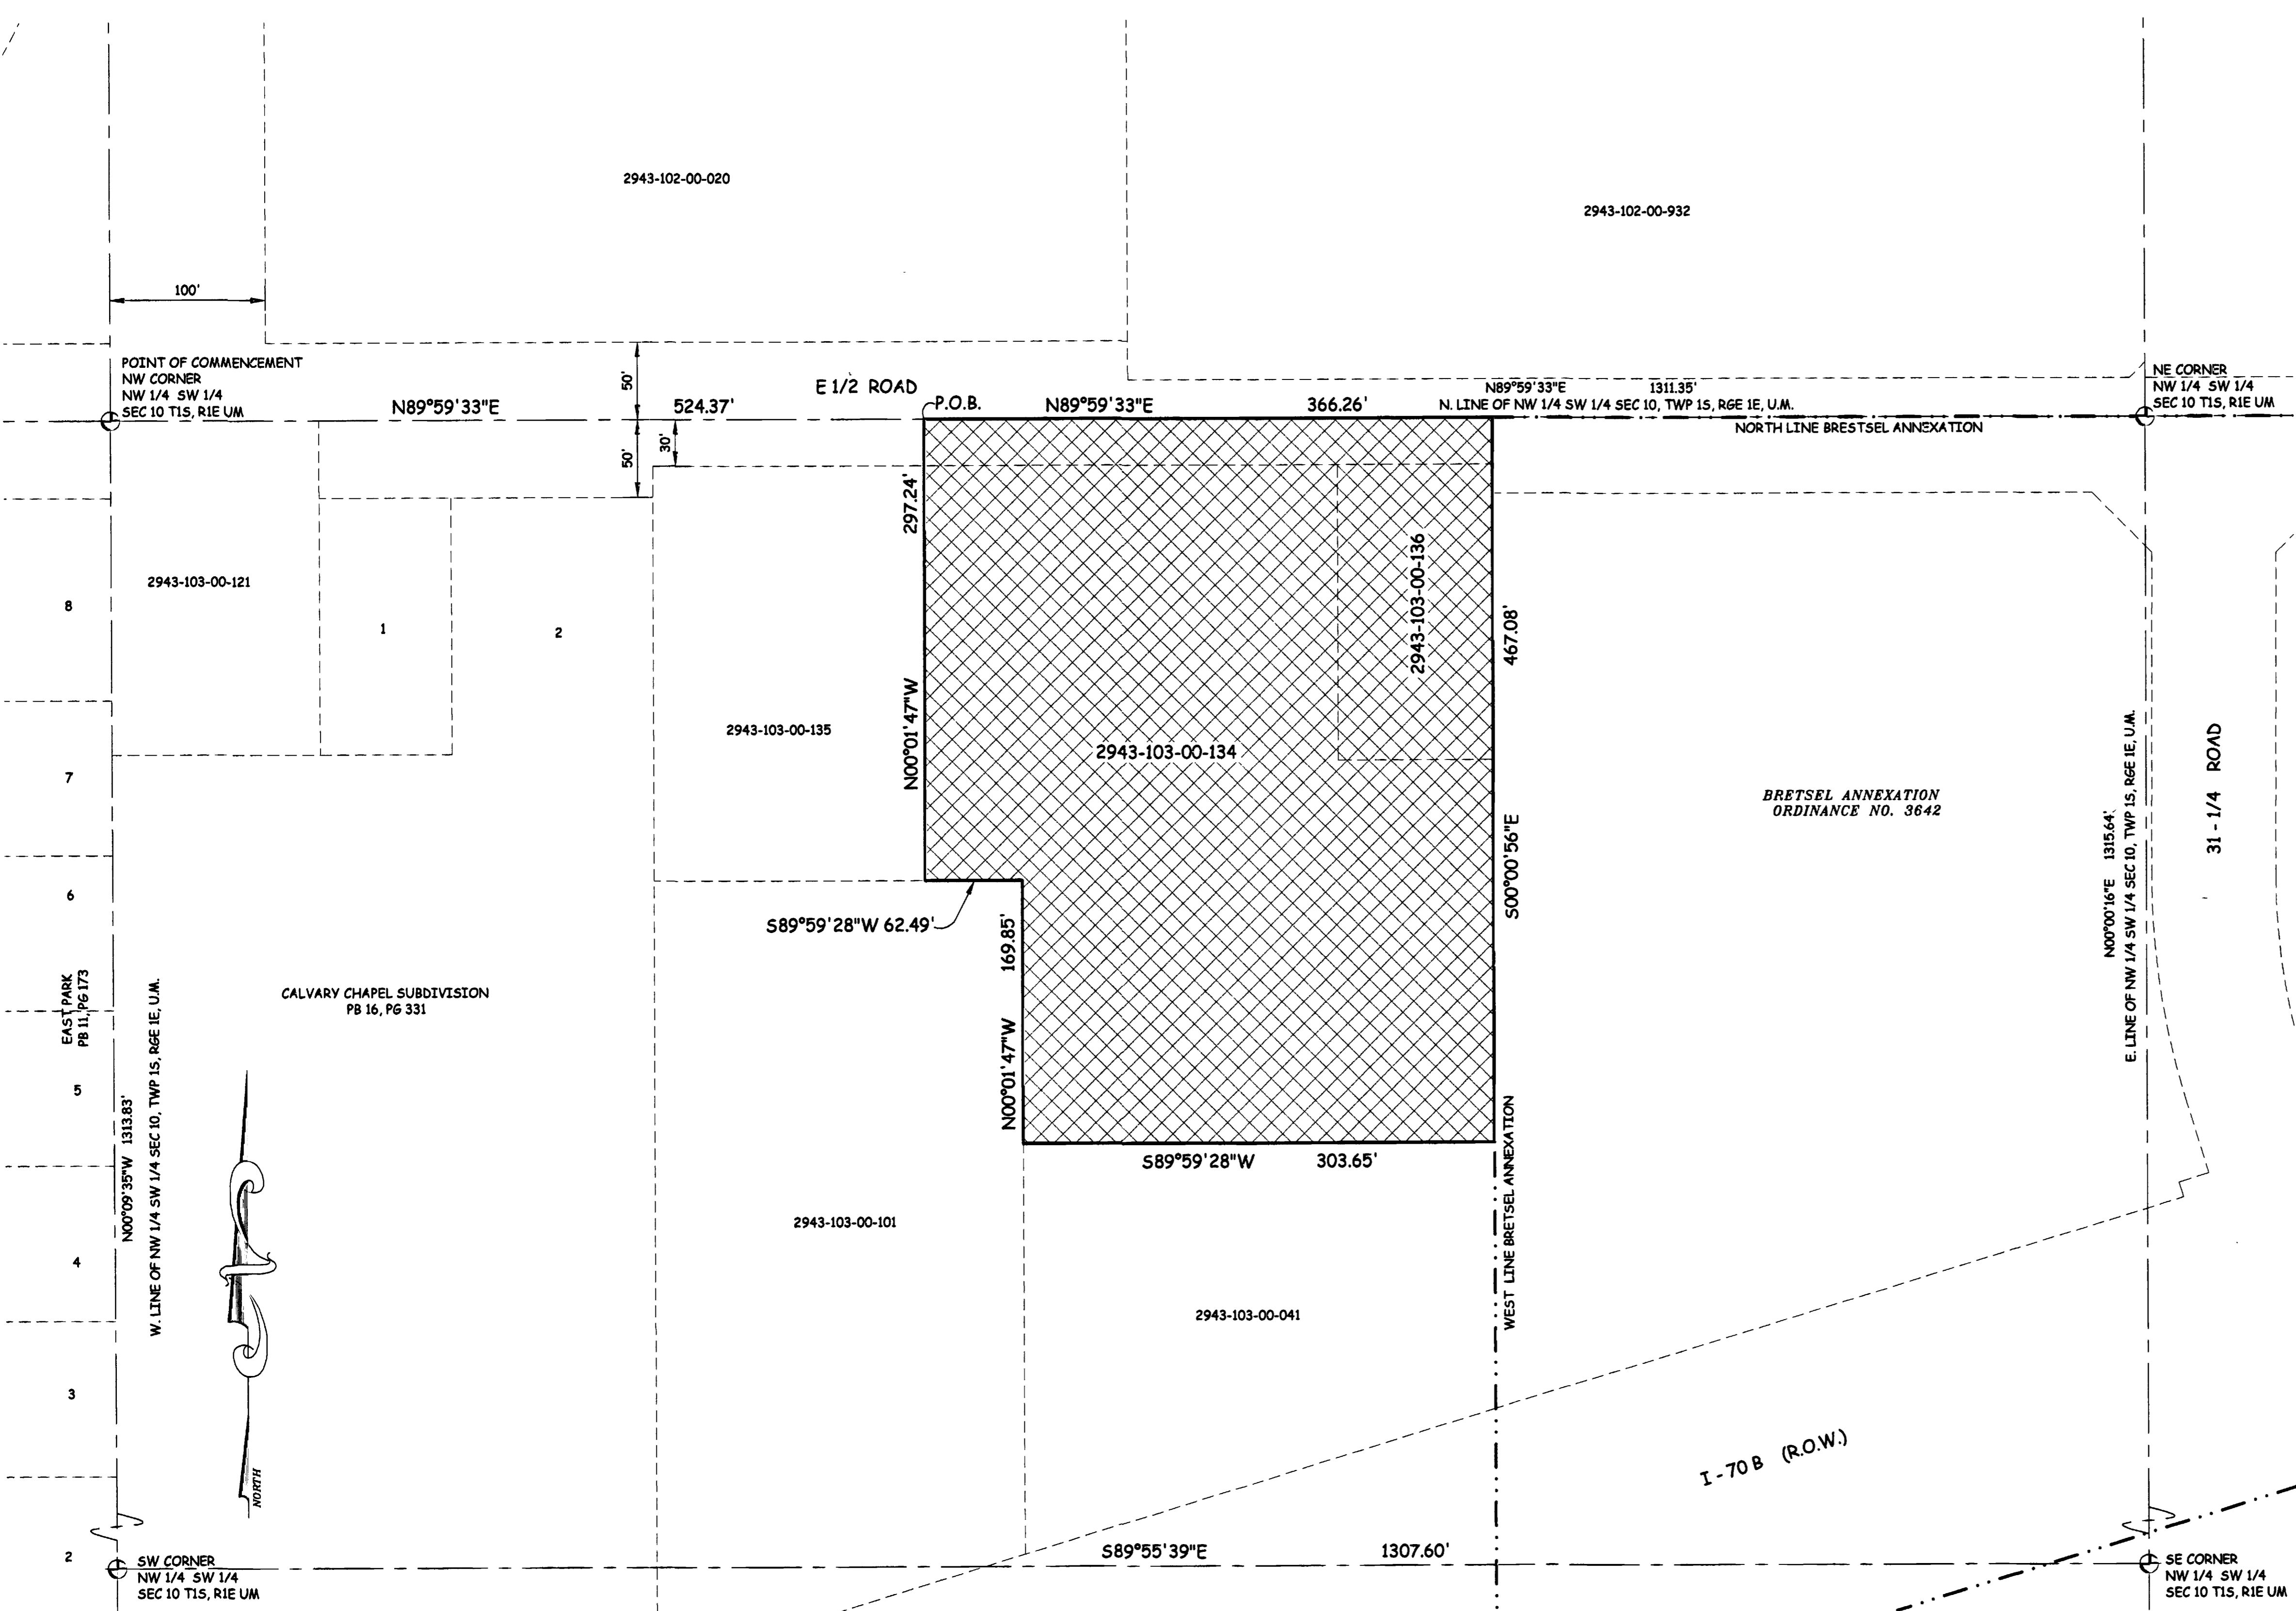 2943-102-00-020
2943-102-00-932
100'
POINT OF COMMENCEMENT
NW CORNER
NW 1/4 SW 1/4
SEC 10 T1S, R1E UM
50'
E 1/2 ROAD
N89°59'33"E 1311.35'
NE CORNER
NW 1/4 SW 1/4
SEC 10 T1S, R1E UM
N89°59'33"E 524.37'
P.O.B.
N89°59'33"E 366.26'
N. LINE OF NW 1/4 SW 1/4 SEC 10, TWP 1S, RGE 1E, U.M.
NORTH LINE BRESTSEL ANNEXATION
50'
30'
297.24'
N00°01'47"W
2943-103-00-136
467.08'
S00°00'56"E
2943-103-00-121
8
1
2
2943-103-00-135
2943-103-00-134
7
BRETSEL ANNEXATION
ORDINANCE NO. 3642
31 - 1/4 ROAD
N00°00'16"E 1315.64'
E. LINE OF NW 1/4 SW 1/4 SEC 10, TWP 1S, RGE 1E, U.M.
6
S89°59'28"W 62.49'
169.85'
N00°01'47"W
EAST PARK
PB 11, PG 173
CALVARY CHAPEL SUBDIVISION
PB 16, PG 331
5
N00°09'35"W 1313.83'
W. LINE OF NW 1/4 SW 1/4 SEC 10, TWP 1S, RGE 1E, U.M.
S89°59'28"W 303.65'
WEST LINE BRETSEL ANNEXATION
2943-103-00-101
4
2943-103-00-041
3
NORTH
I - 70 B (R.O.W.)
2
SW CORNER
NW 1/4 SW 1/4
SEC 10 T1S, R1E UM
S89°55'39"E 1307.60'
SE CORNER
NW 1/4 SW 1/4
SEC 10 T1S, R1E UM